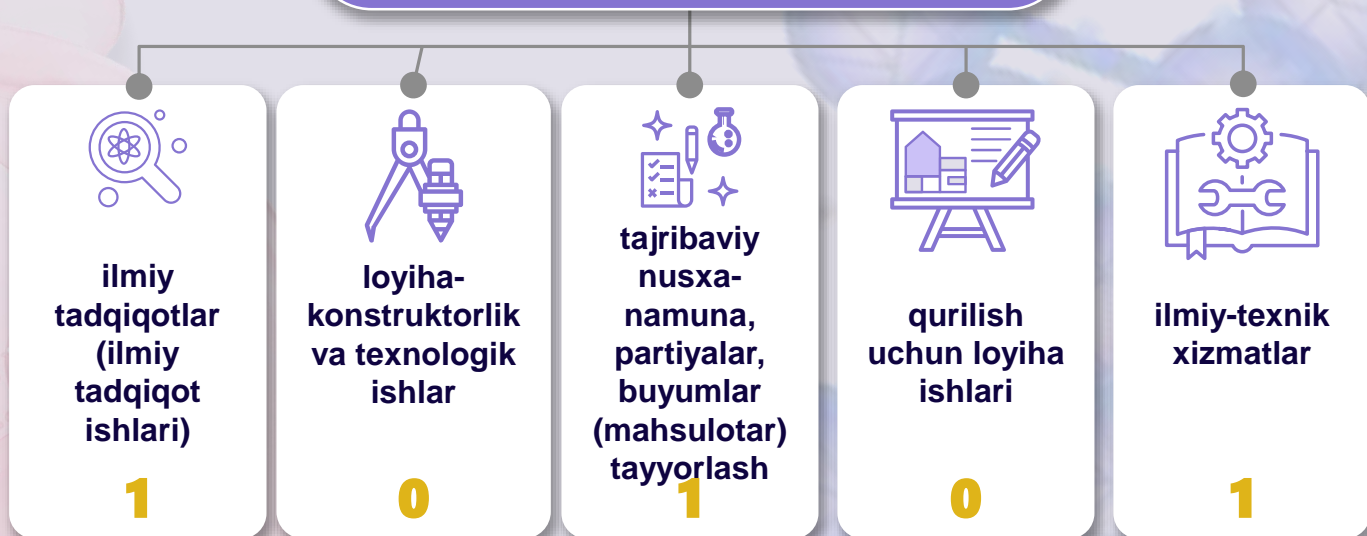 ilmiy
tadqiqotlar
(ilmiy
tadqiqot
ishlari)
1
loyiha-
konstruktorlik
va texnologik
ishlar
0
tajribaviy
nusxa-
namuna,
partiyalar,
buyumlar
(mahsulotar)
tayyorlash
1
qurilish
uchun loyiha
ishlari
0
ilmiy-texnik
xizmatlar
1